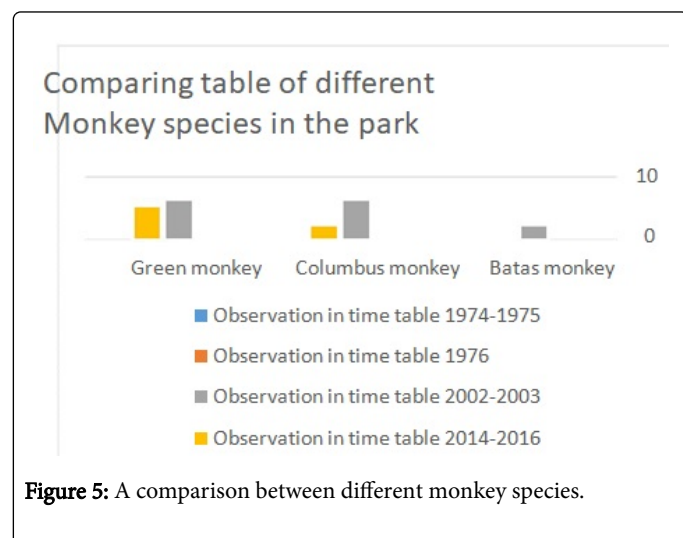 Comparing table of different
Monkey species in the park
10
0
Green monkey Columbus monkey Batas monkey
Observation in time table 1974-1975
Observation in time table 1976
Observation in time table 2002-2003
Observation in time table 2014-2016
Figure 5: A comparison between different monkey species.